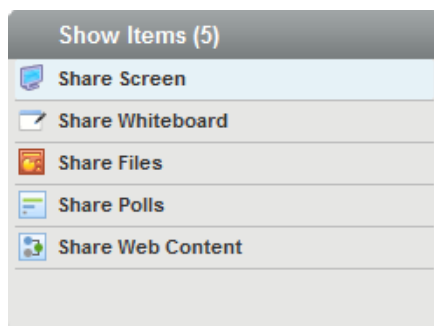 Show Items (5)
Share Screen
Share Whiteboard
Share Files
Share Polls
Share Web Content